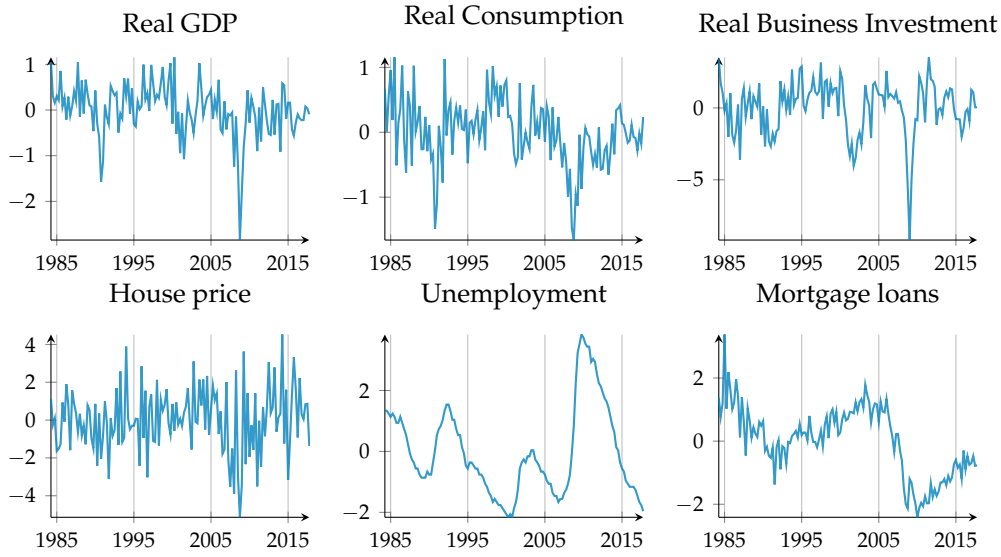 Real GDP
Real Consumption
Real Business Investment
1
0
−1
−2
1985 1995 2005 2015
1
0
−1
1985 1995 2005 2015
0
−5
1985 1995 2005 2015
House price
Unemployment
Mortgage loans
4
2
0
−2
−4
1985 1995 2005 2015
2
0
−2
1985 1995 2005 2015
2
0
−2
1985 1995 2005 2015